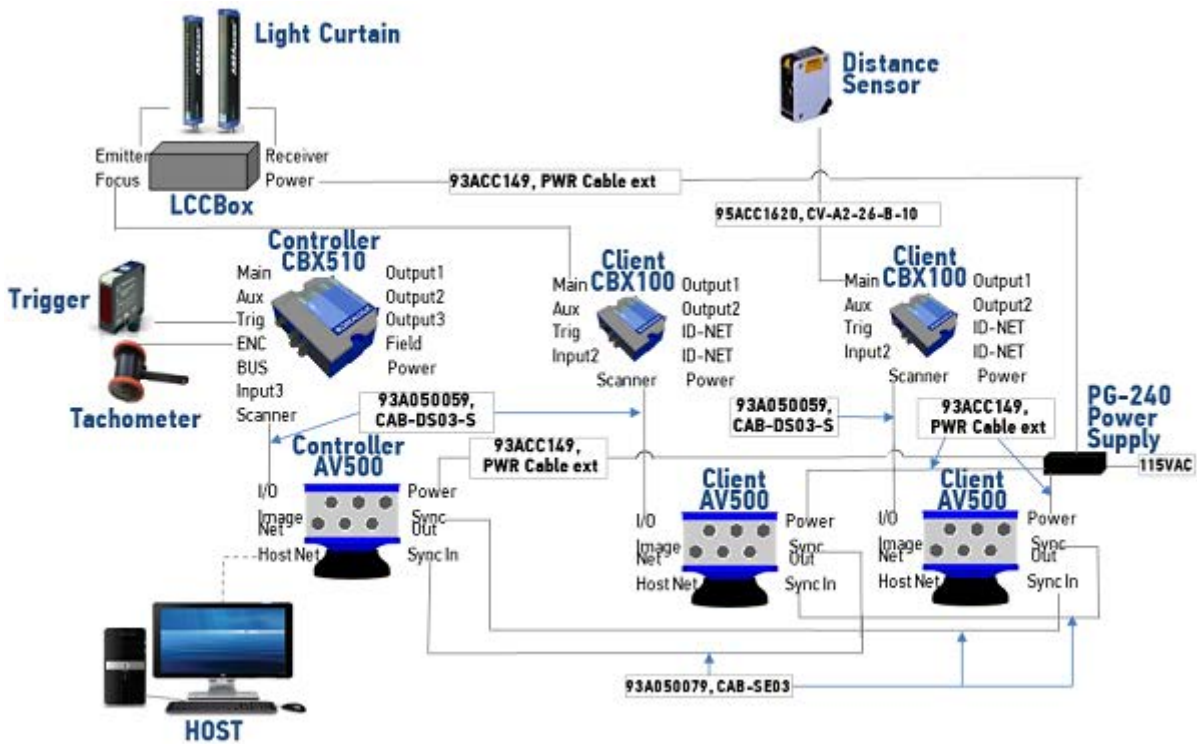 Light Curtain
Distance
Sensor
Emitter
Receiver
Focus
Power
LCCBox
93ACC149, PWR Cable ext
95ACC1620, CV-A2-26-B-10
Trigger
Tachometer
Controller
CBX510
Main
Aux
Trig
ENC
BUS
Input3
Scanner
Output1
Output2
Output3
Field
Power
Client
CBX100
Main
Aux
Trig
Input2
Scanner
Output1
Output2
ID-NET
ID-NET
Power
Client
CBX100
Main
Aux
Trig
Input2
Scanner
Output1
Output2
ID-NET
ID-NET
Power
93A050059,
CAB-DS03-S
93A050059,
CAB-DS03-S
93ACC149,
PWR Cable ext
93ACC149,
PWR Cable ext
PG-240
Power
Supply
115VAC
Controller
AV500
I/O
Image
Net
Host Net
Power
Sync
Out
Sync In
Client
AV500
I/O
Image
Net
Host Net
Power
Sync
Out
Sync In
Client
AV500
I/O
Image
Net
Host Net
Power
Sync
Out
Sync In
93A050079, CAB-SE03
HOST